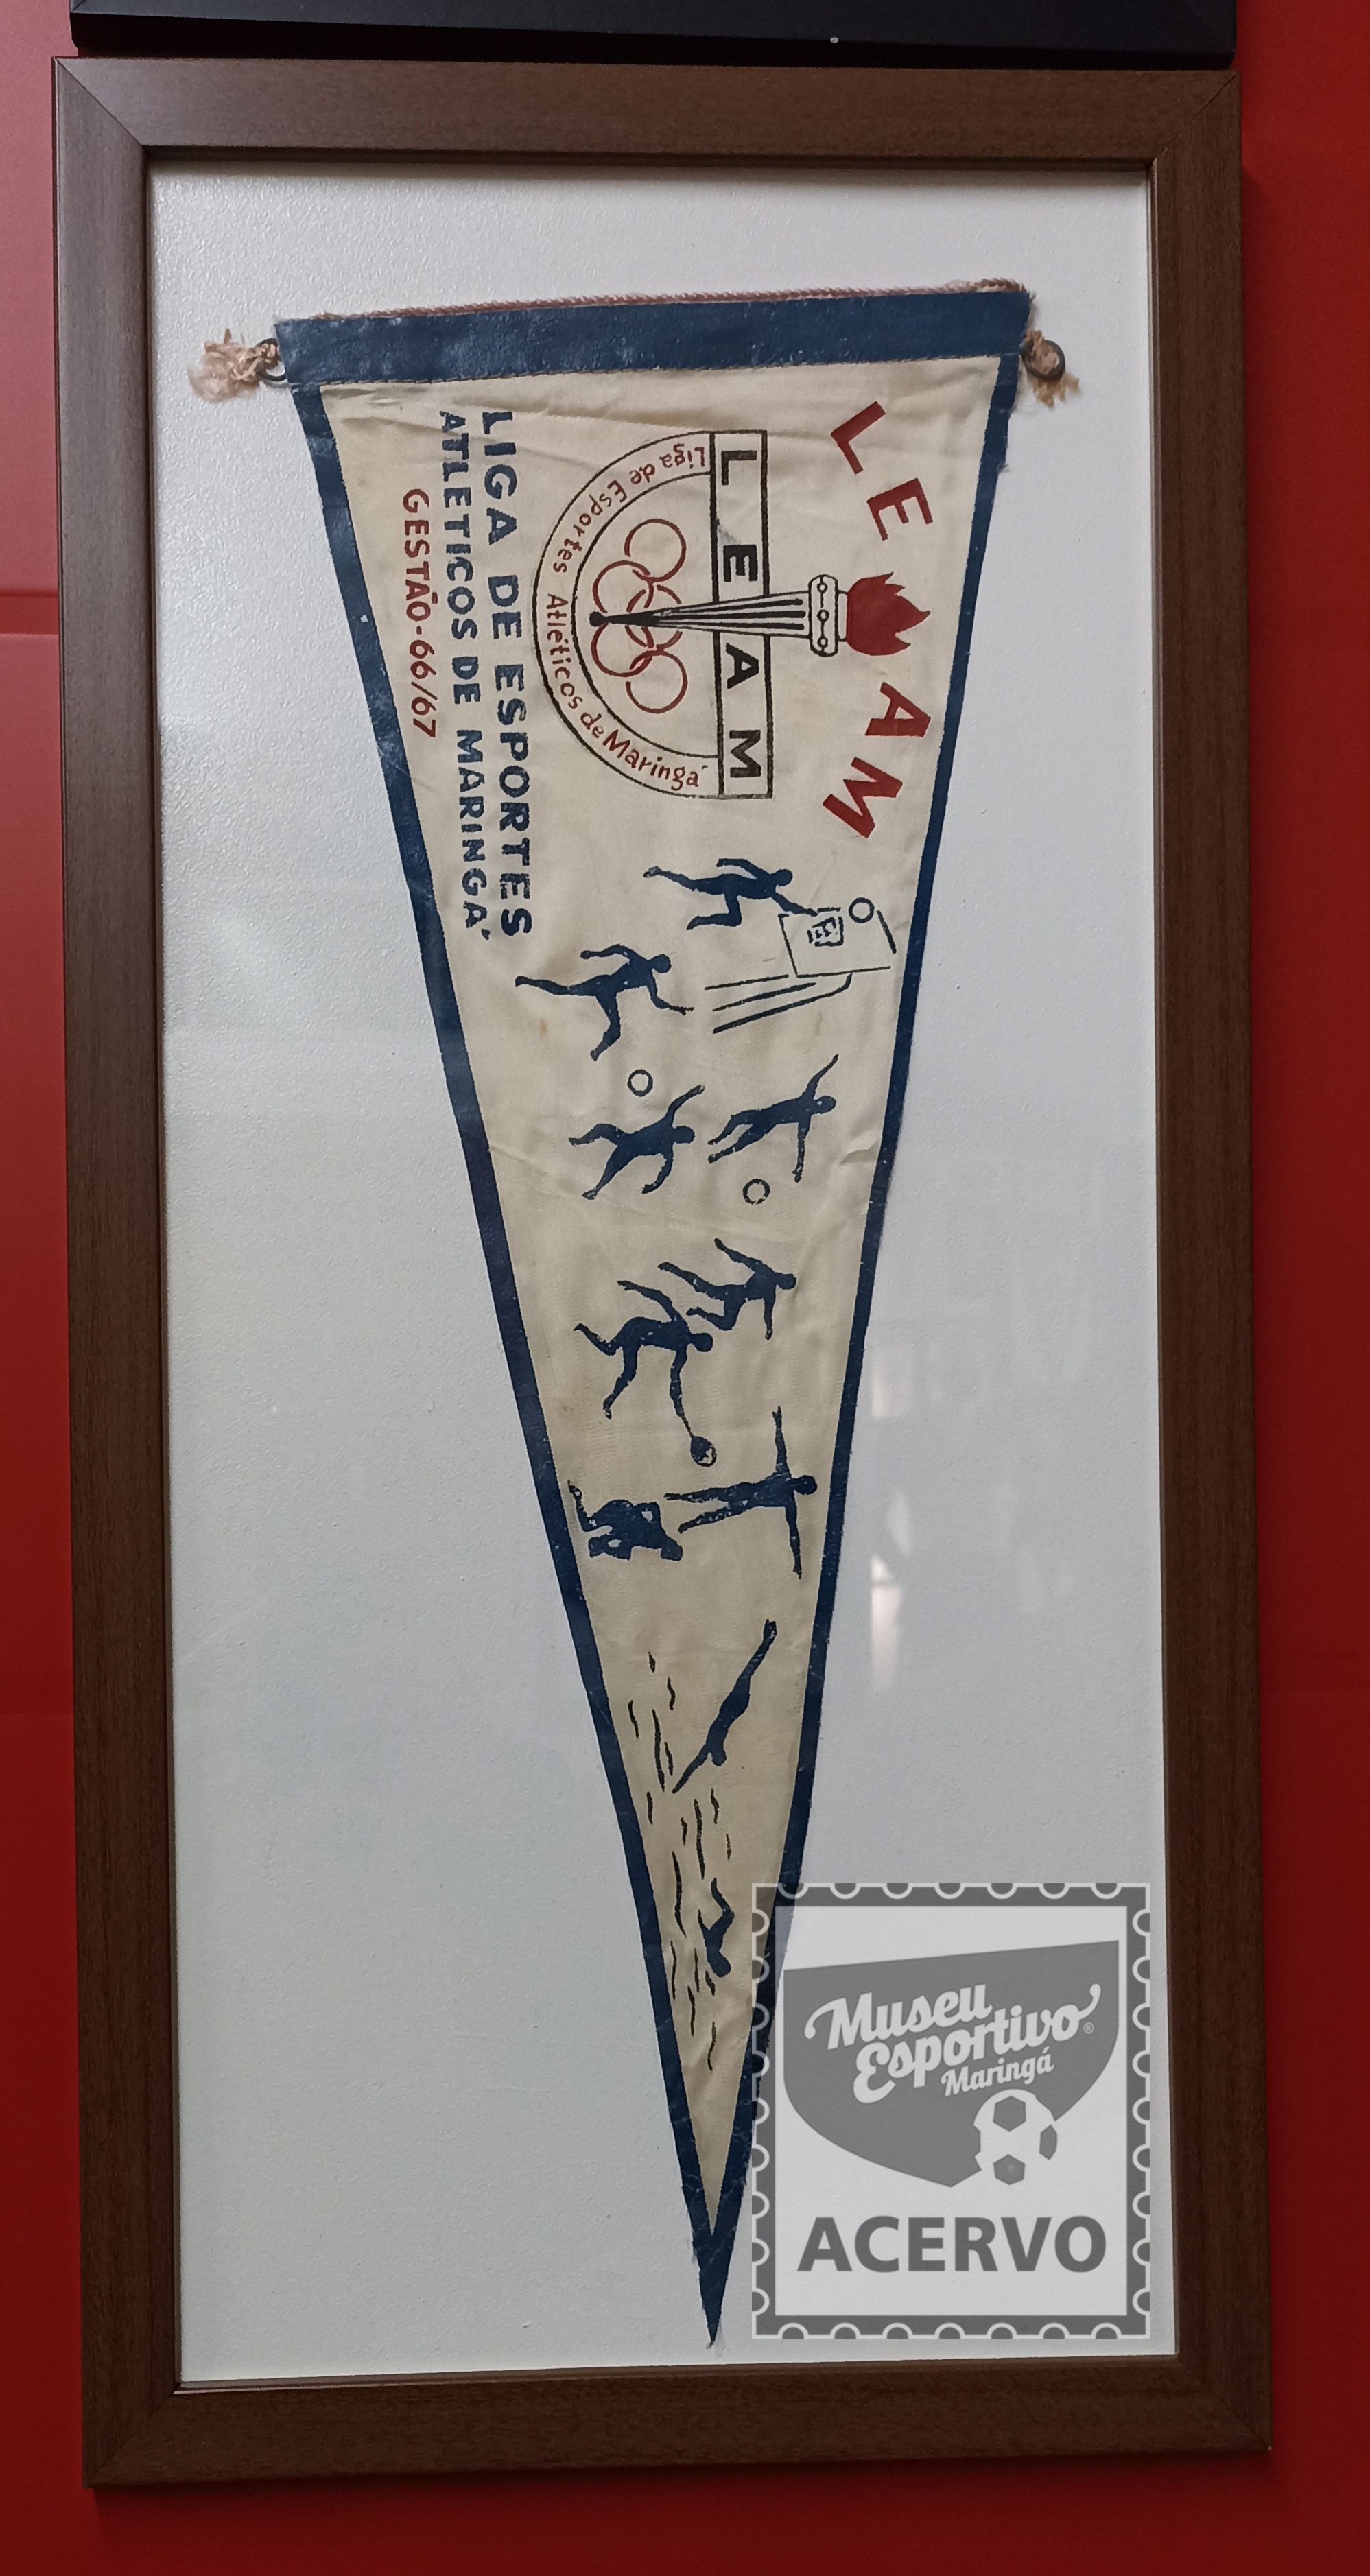 LEAM
LEAM
Liga de Esportes Atléticos de Maringá
LIGA DE ESPORTES
ATLETICOS DE MARINGÁ
GESTÃO-66/67
Museu
Esportivo®
Maringá
ACERVO